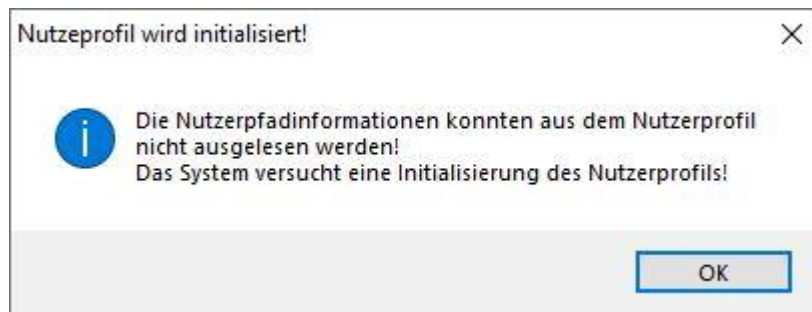 Nutzeprofil wird initialisiert!
Die Nutzerpfadinformationen konnten aus dem Nutzerprofil
nicht ausgelesen werden!
Das System versucht eine Initialisierung des Nutzerprofils!
OK